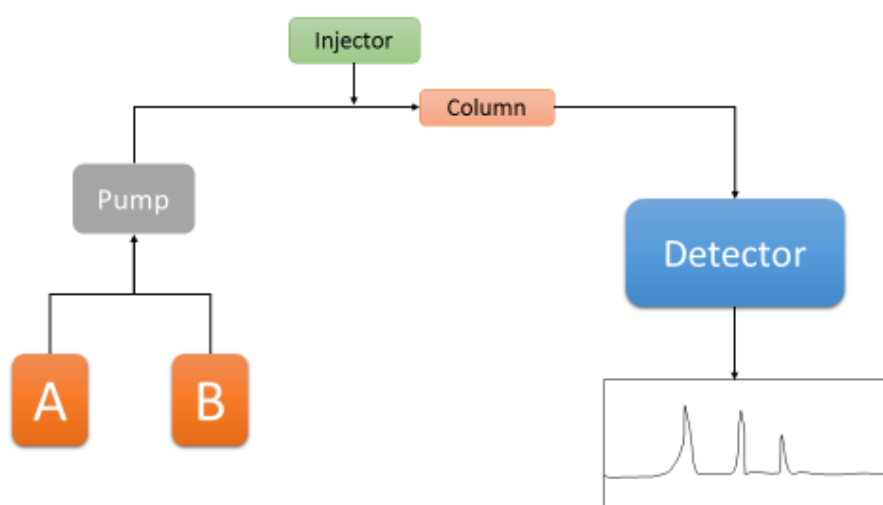 Injector
Column
Pump
Detector
A
B